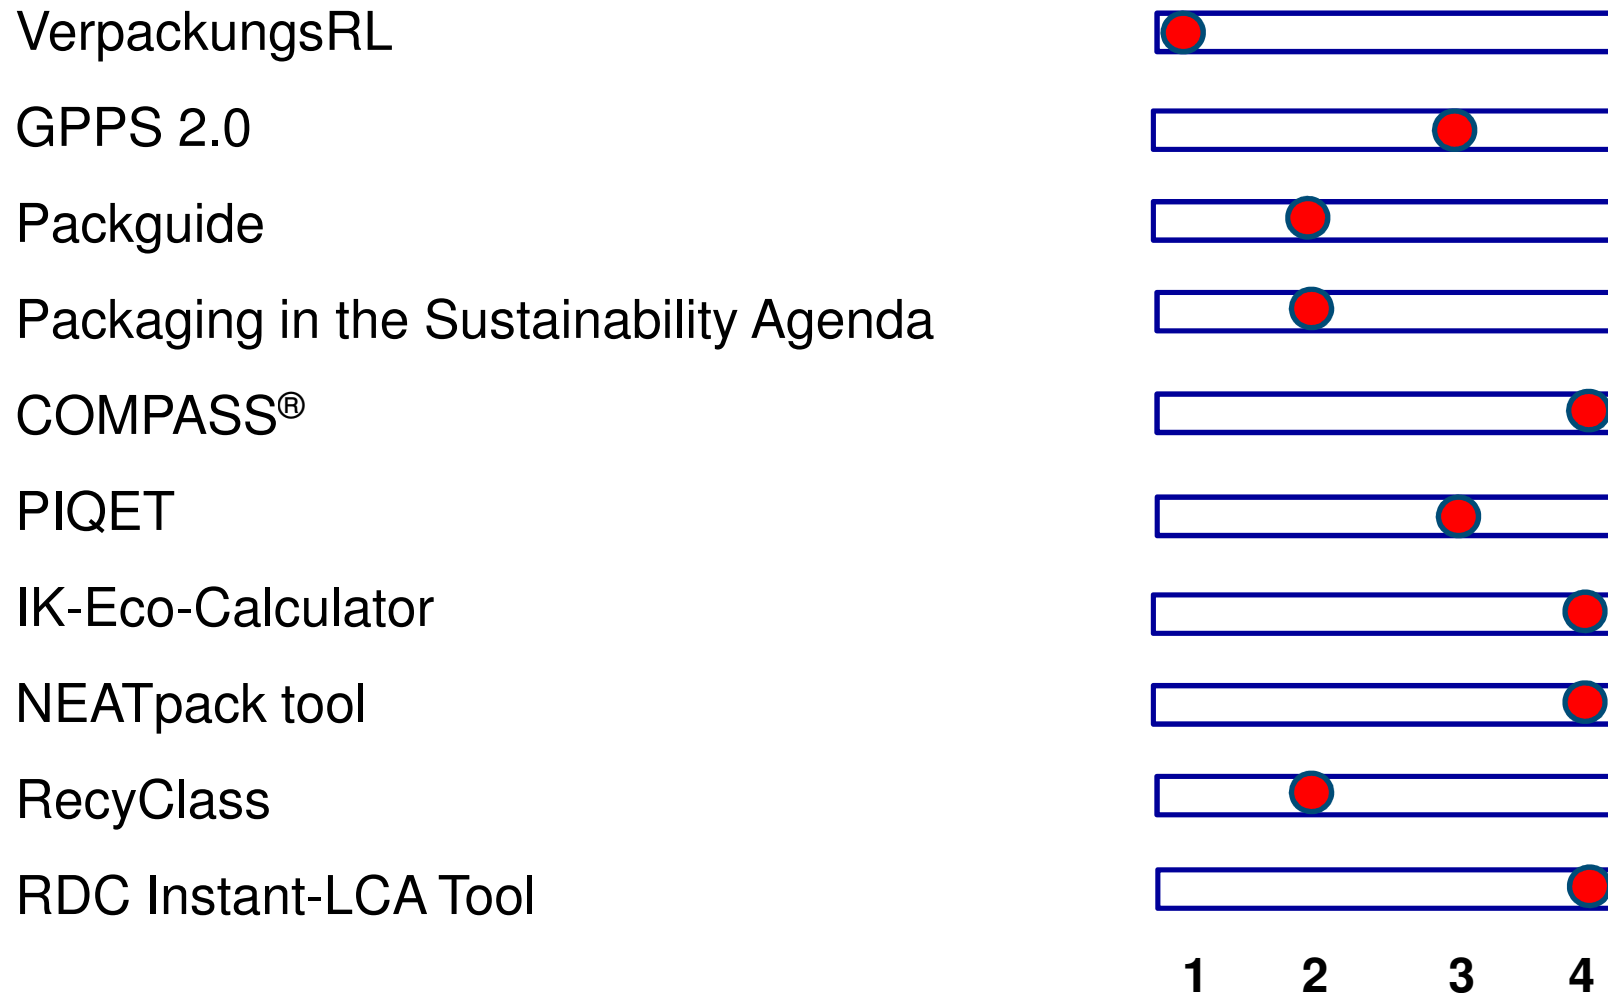 VerpackungsRL
GPPS 2.0
Packguide
Packaging in the Sustainability Agenda
COMPASS®
PIQET
IK-Eco-Calculator
NEATpack tool
RecyClass
RDC Instant-LCA Tool
1 2 3 4